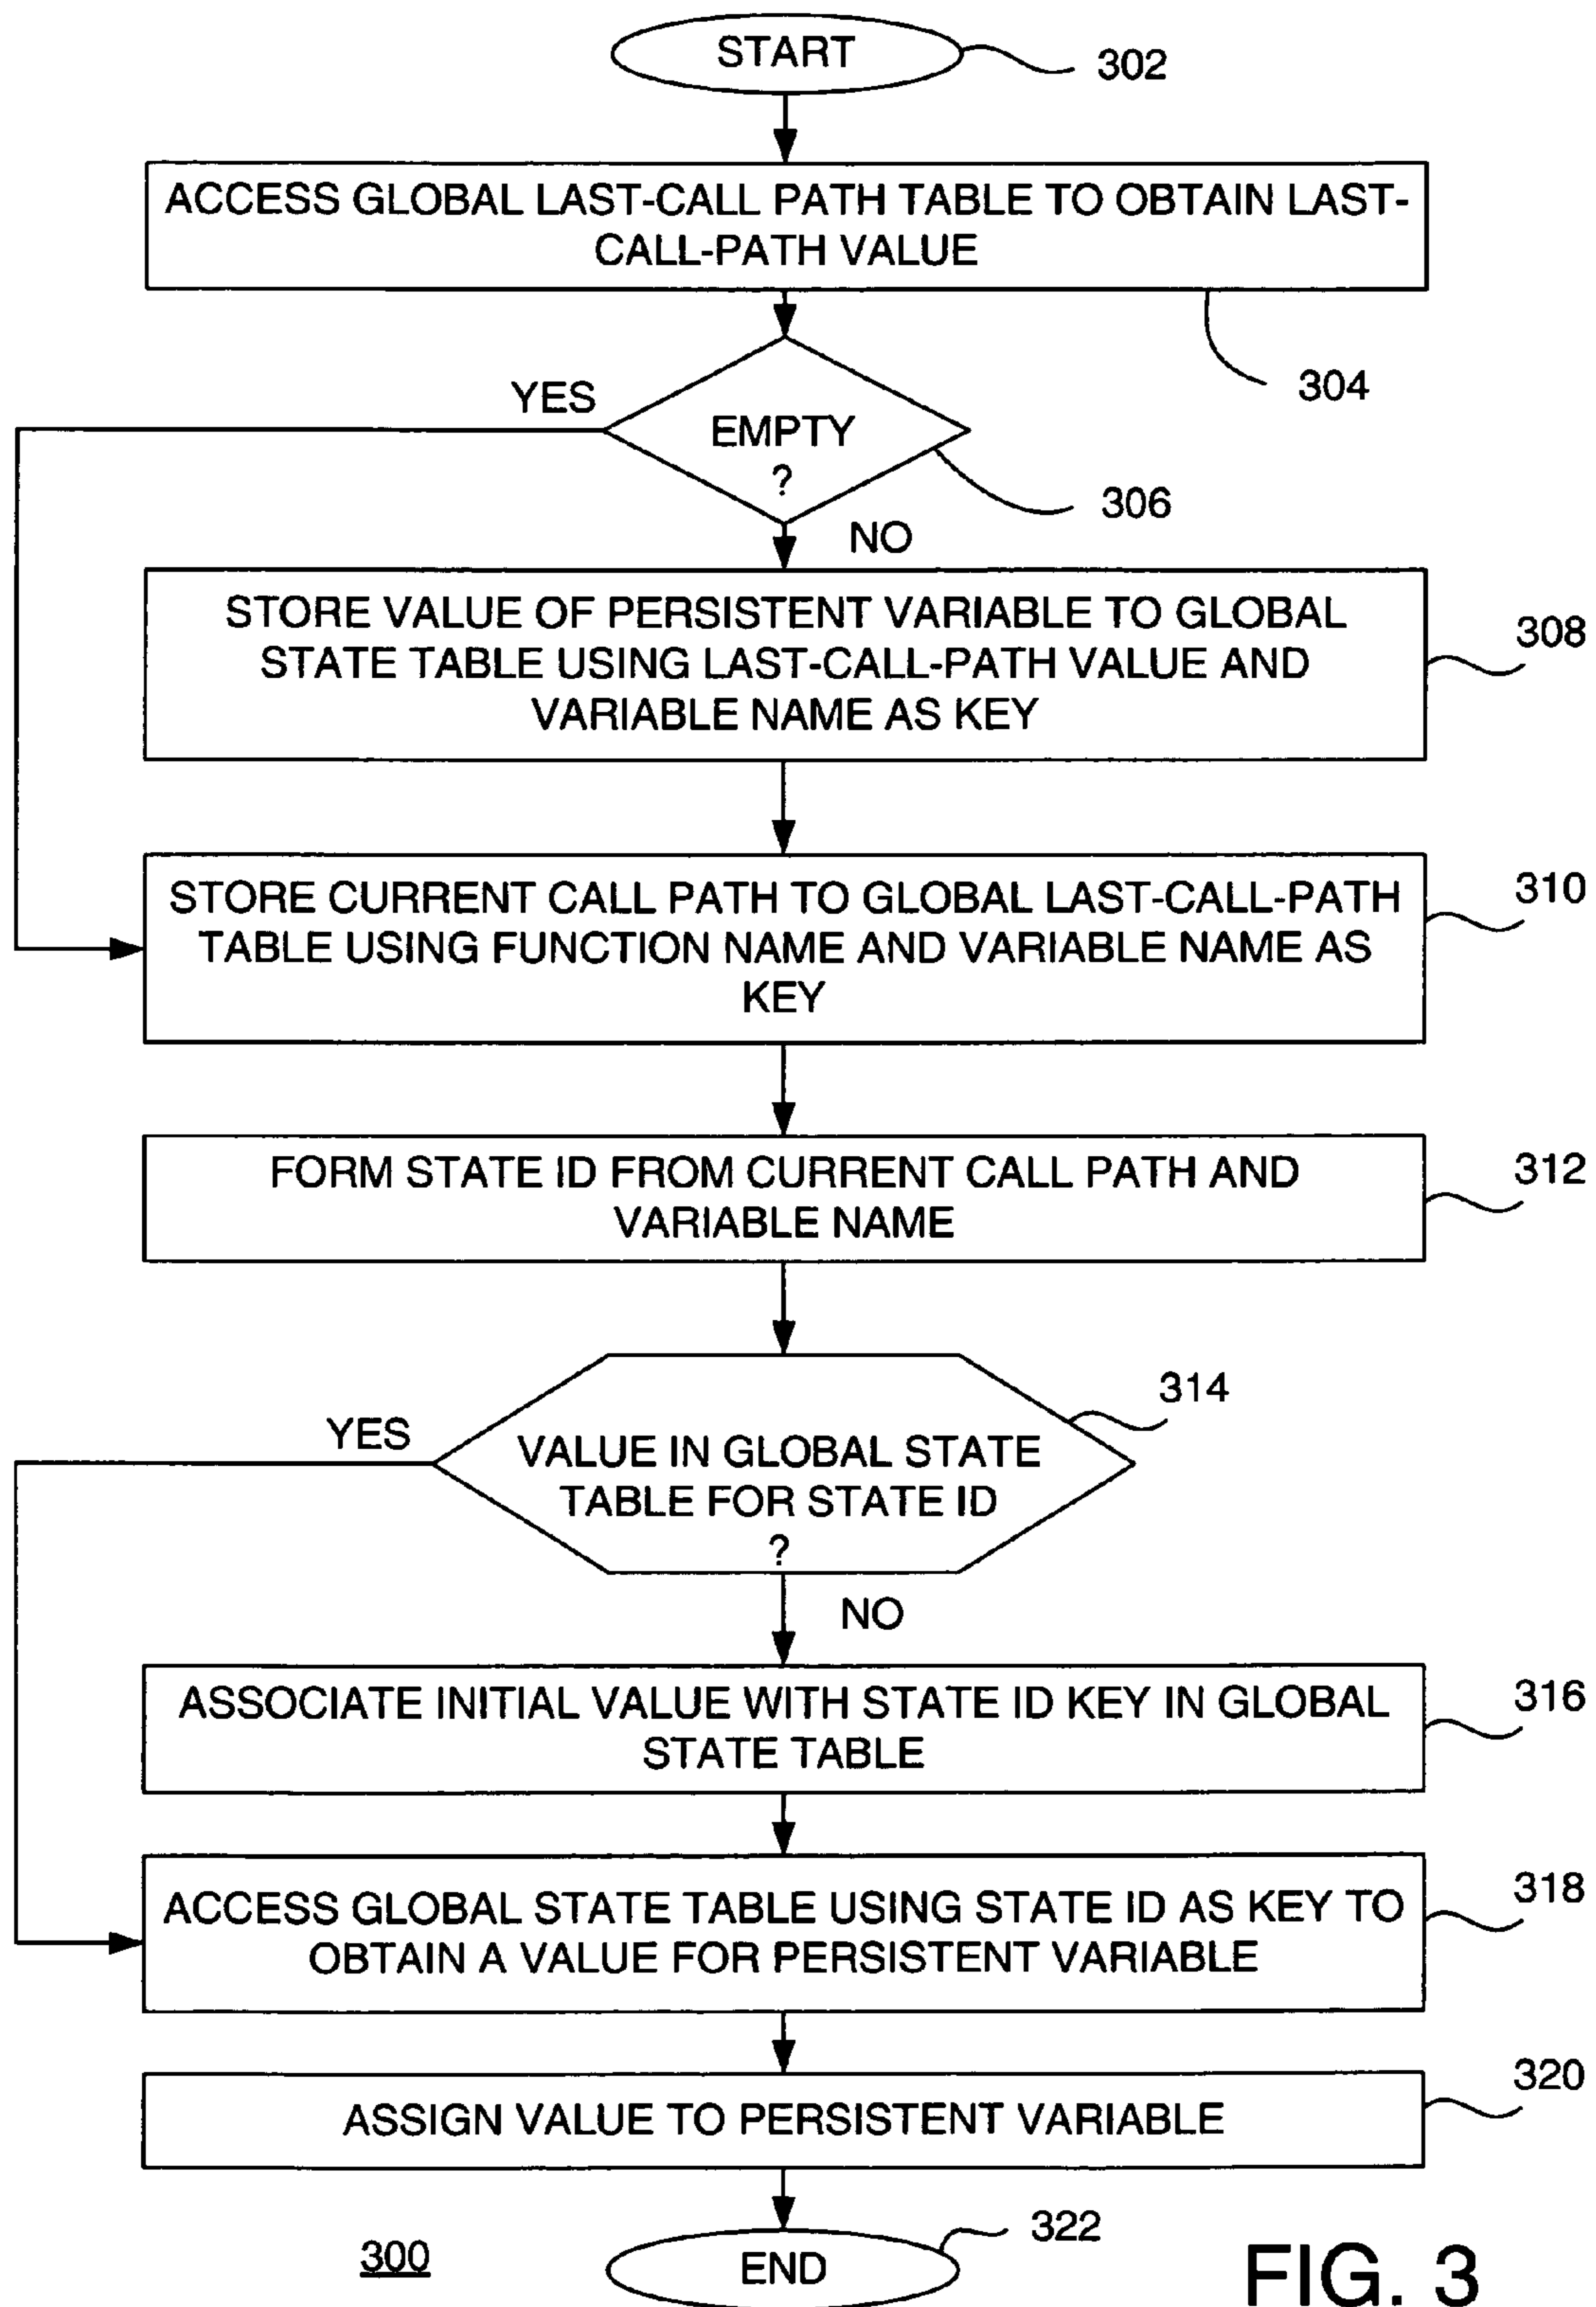 START
302
ACCESS GLOBAL LAST-CALL PATH TABLE TO OBTAIN LAST-
CALL-PATH VALUE
304
YES
EMPTY
?
306
NO
STORE VALUE OF PERSISTENT VARIABLE TO GLOBAL
STATE TABLE USING LAST-CALL-PATH VALUE AND
VARIABLE NAME AS KEY
308
STORE CURRENT CALL PATH TO GLOBAL LAST-CALL-PATH
TABLE USING FUNCTION NAME AND VARIABLE NAME AS
KEY
310
FORM STATE ID FROM CURRENT CALL PATH AND
VARIABLE NAME
312
314
YES
VALUE IN GLOBAL STATE
TABLE FOR STATE ID
?
NO
ASSOCIATE INITIAL VALUE WITH STATE ID KEY IN GLOBAL
STATE TABLE
316
ACCESS GLOBAL STATE TABLE USING STATE ID AS KEY TO
OBTAIN A VALUE FOR PERSISTENT VARIABLE
318
ASSIGN VALUE TO PERSISTENT VARIABLE
320
END
322
300
FIG. 3